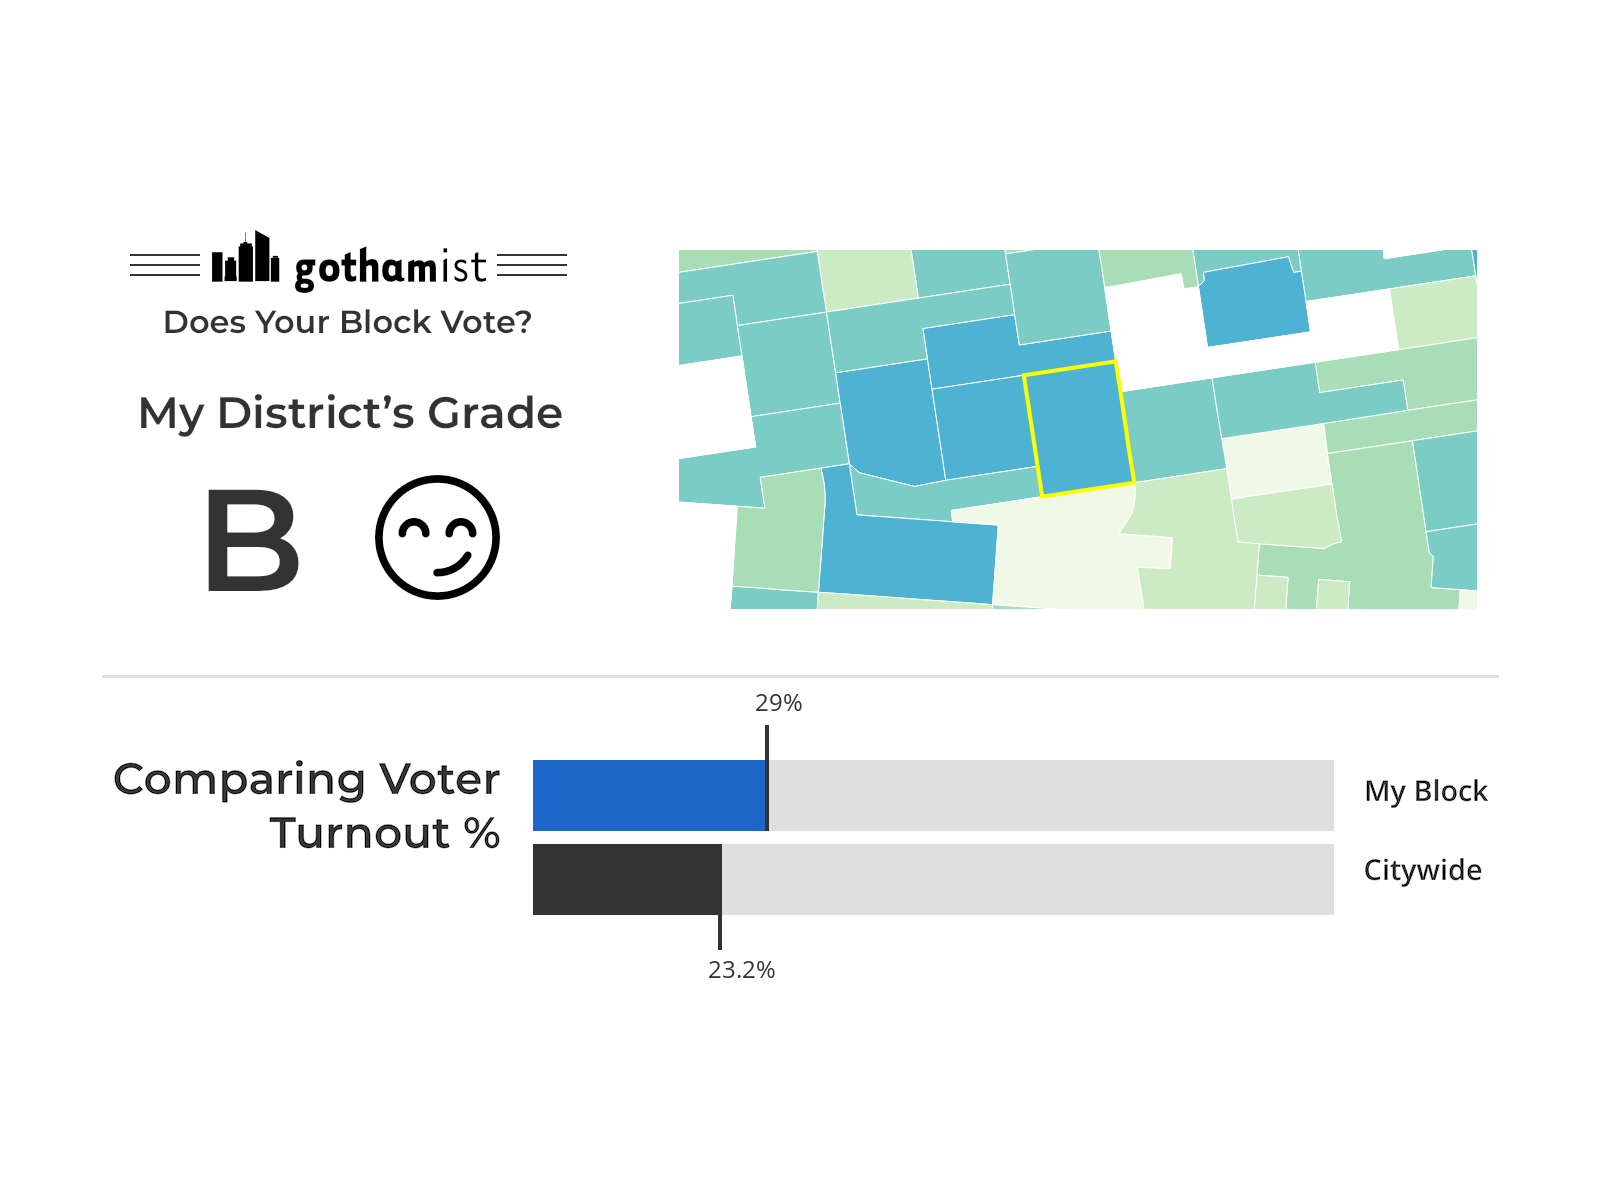 gothamist
Does Your Block Vote?
My District’s Grade
B
29%
Comparing Voter
Turnout %
My Block
Citywide
23.2%